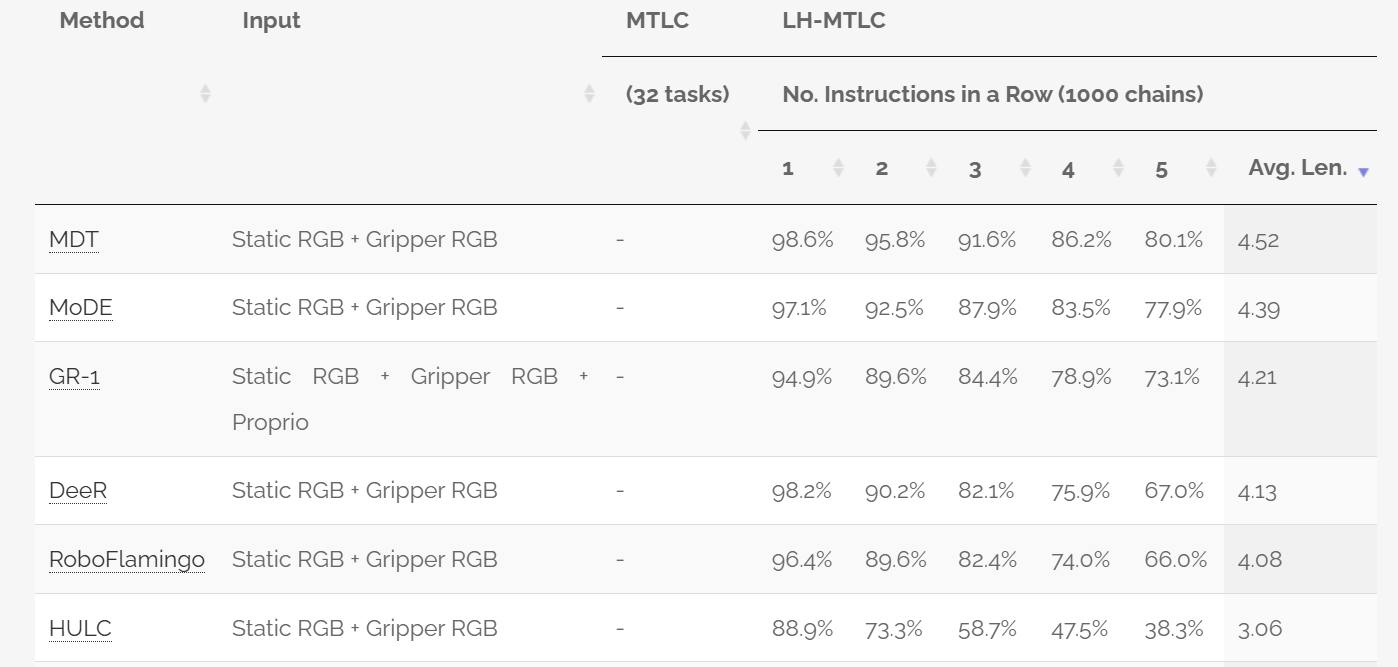 Method Input MTLC LH-MTLC
(32 tasks) No. Instructions in a Row (1000 chains)
1 2 3 4 5 Avg. Len.
MDT Static RGB + Gripper RGB - 98.6% 95.8% 91.6% 86.2% 80.1% 4.52
MoDE Static RGB + Gripper RGB - 97.1% 92.5% 87.9% 83.5% 77.9% 4.39
GR-1 Static RGB + Gripper RGB + - 94.9% 89.6% 84.4% 78.9% 73.1% 4.21
Proprio
DeeR Static RGB + Gripper RGB - 98.2% 90.2% 82.1% 75.9% 67.0% 4.13
RoboFlamingo Static RGB + Gripper RGB - 96.4% 89.6% 82.4% 74.0% 66.0% 4.08
HULC Static RGB + Gripper RGB - 88.9% 73.3% 58.7% 47.5% 38.3% 3.06